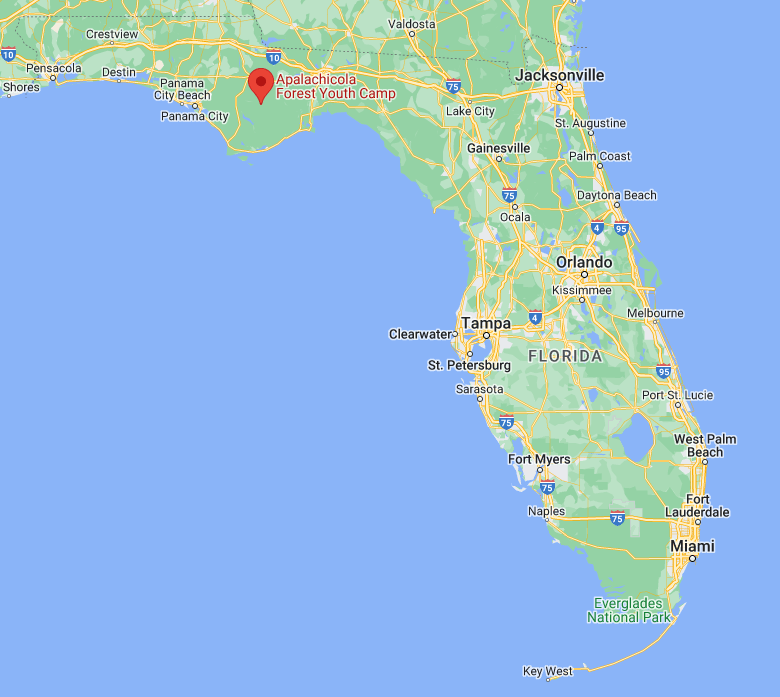 Valdosta
Crestview
10
10
Pensacola
Destin
Shores
Panama
City Beach
Panama City
Apalachicola
Forest Youth Camp
75
Jacksonville
Lake City
St. Augustine
Gainesville
Palm Coast
75
Daytona Beach
Ocala
4
95
Orlando
Kissimmee
4
Melbourne
Tampa
Clearwater
FLORIDA
St. Petersburg
95
Sarasota
Port St. Lucie
75
West Palm
Beach
Fort Myers
75
Fort
Lauderdale
Naples
75
Miami
Everglades
National Park
Key West